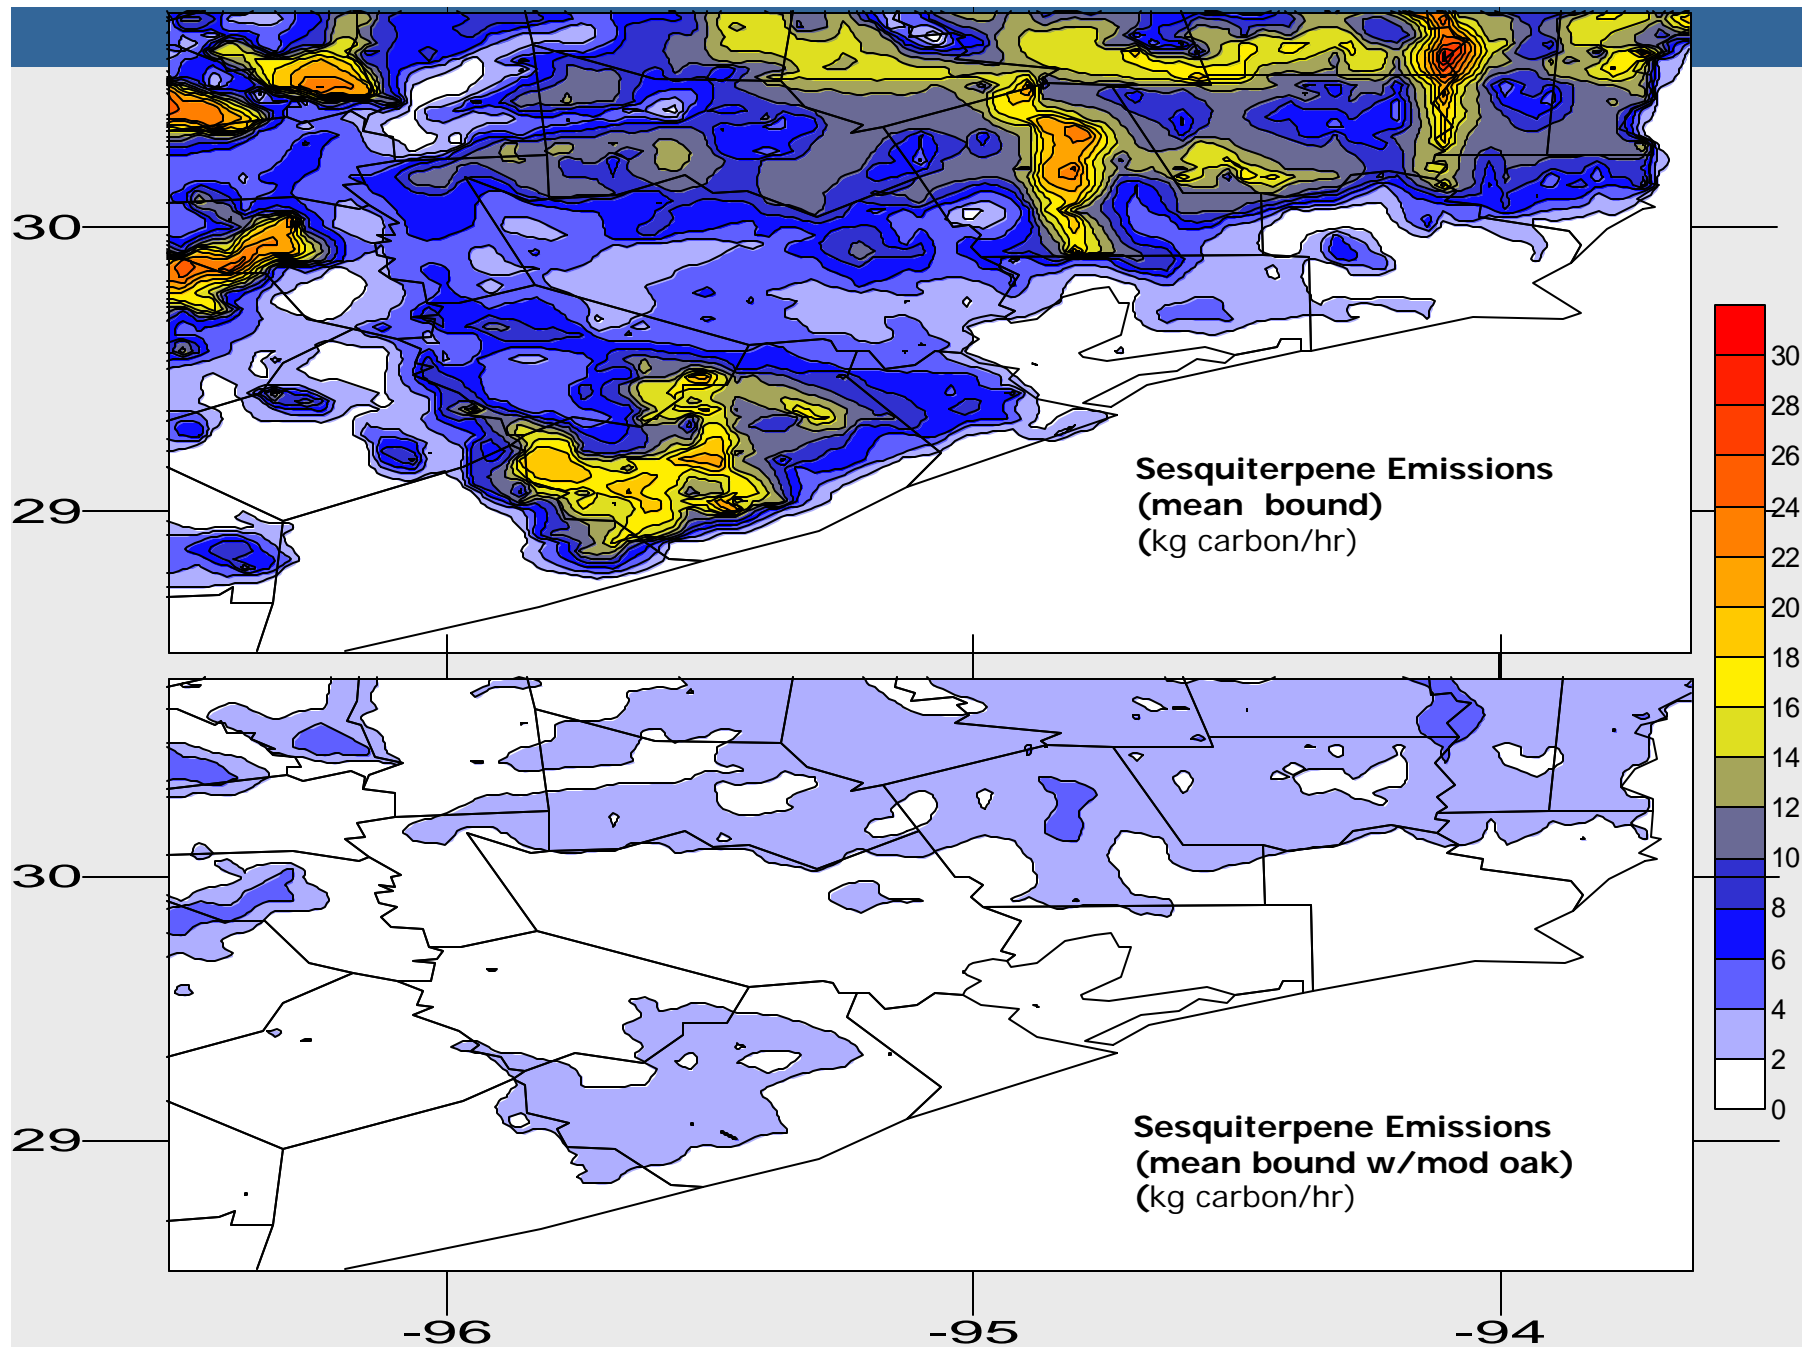 30
29
Sesquiterpene Emissions
(mean bound)
(kg carbon/hr)
30
28
26
24
22
20
18
16
14
12
10
8
6
4
2
0
30
29
Sesquiterpene Emissions
(mean bound w/mod oak)
(kg carbon/hr)
-96 -95 -94